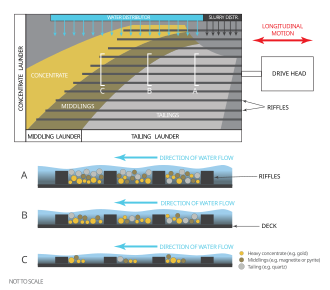 WATER DISTRIBUTOR
SLURRY DISTR.
LONGITUDINAL
MOTION
CONCENTRATE LAUNDER
CONCENTRATE
C
B
A
DRIVE HEAD
MIDDLINGS
TAILINGS
RIFFLES
MIDDLING LAUNDER
TAILING LAUNDER
DIRECTION OF WATER FLOW
A
RIFFLES
DIRECTION OF WATER FLOW
B
DECK
DIRECTION OF WATER FLOW
C
Heavy concentrate (e.g. gold)
Middlings (e.g. magnetite or pyrite)
Tailing (e.g. quartz)
NOT TO SCALE